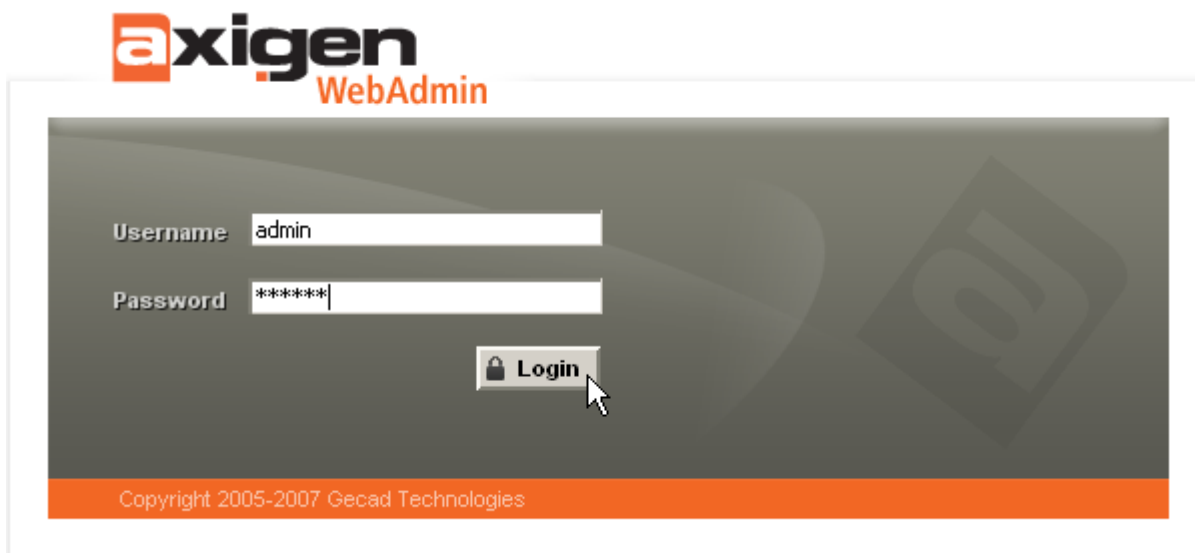 axigen
WebAdmin
Username admin
Password ******
Login
Copyright 2005-2007 Gecad Technologies